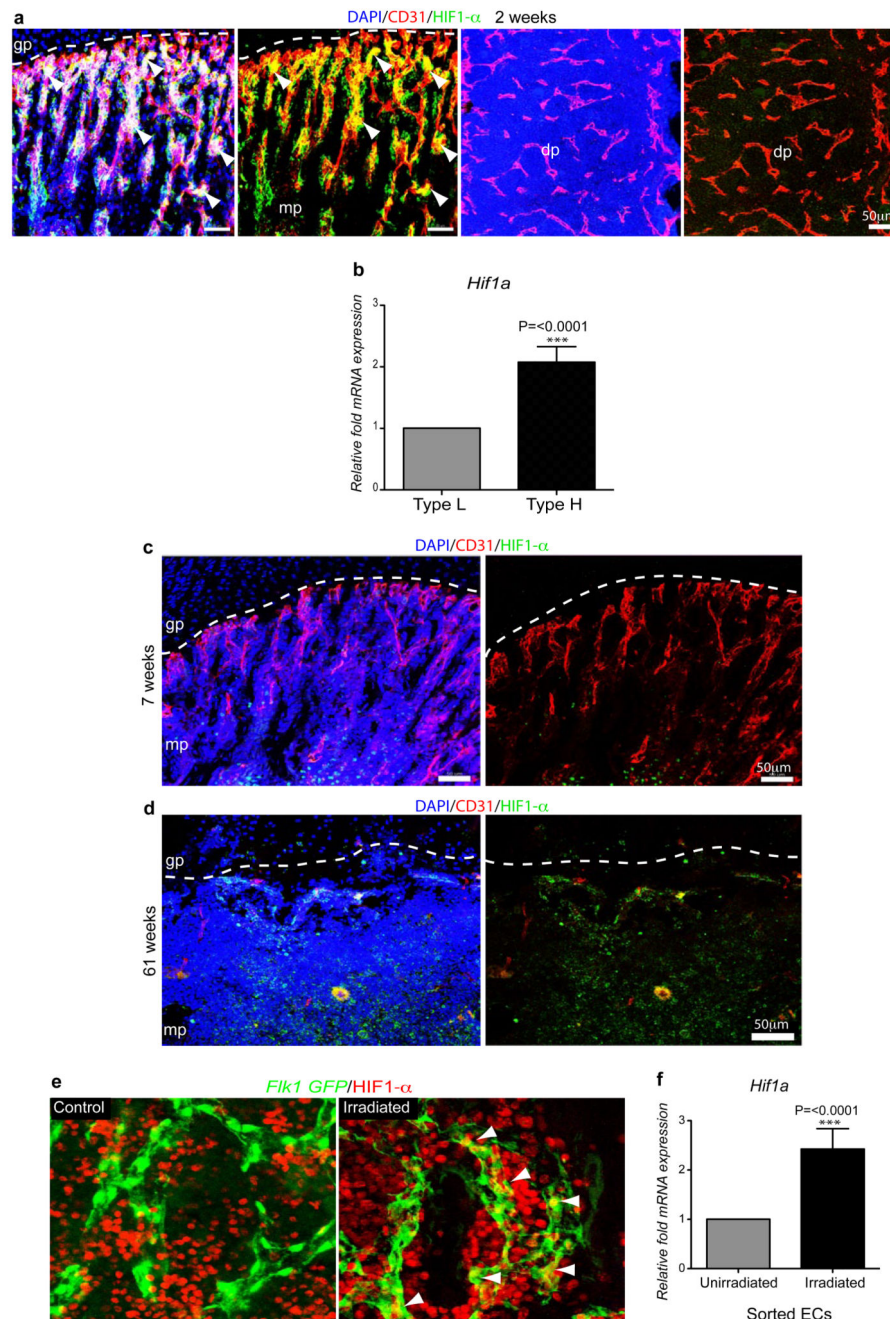 a
DAPI/CD31/HIF1-α 2 weeks
gp
mp
dp
dp
50μm
b
Hif1a
Relative fold mRNA expression
3
2
1
0
P=<0.0001
***
Type L
Type H
c
DAPI/CD31/HIF1-α
7 weeks
gp
mp
50μm
d
DAPI/CD31/HIF1-α
61 weeks
gp
mp
50μm
e
Flk1 GFP/HIF1-α
Control
Irradiated
f
Hif1a
Relative fold mRNA expression
3
2
1
0
P=<0.0001
***
Unirradiated
Irradiated
Sorted ECs